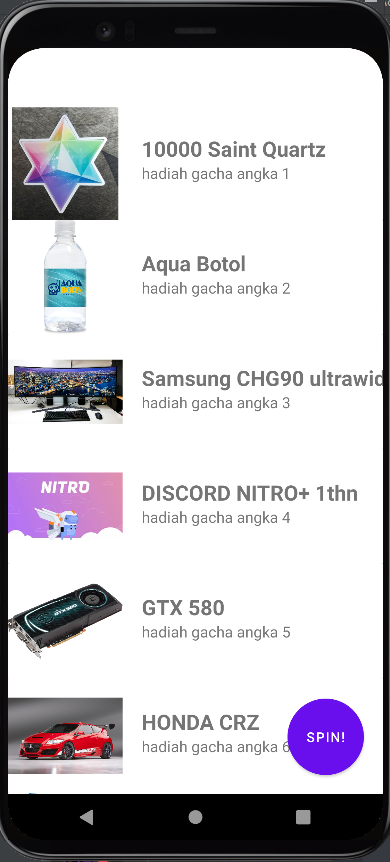 10000 Saint Quartz
hadiah gacha angka 1
AQUA
Aqua Botol
hadiah gacha angka 2
Samsung CHG90 ultrawid
hadiah gacha angka 3
NITRO
DISCORD NITRO+ 1thn
hadiah gacha angka 4
GTX 580
hadiah gacha angka 5
HONDA CRZ
hadiah gacha angka 6
SPIN!